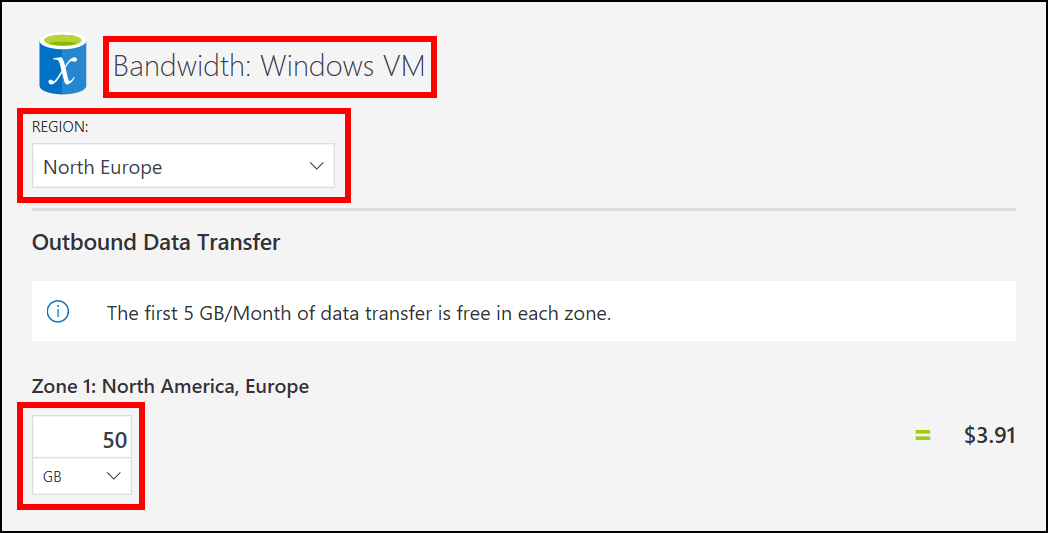 x
Bandwidth: Windows VM
REGION:
North Europe
Outbound Data Transfer
i
The first 5 GB/Month of data transfer is free in each zone.
Zone 1: North America, Europe
50
GB
= $3.91